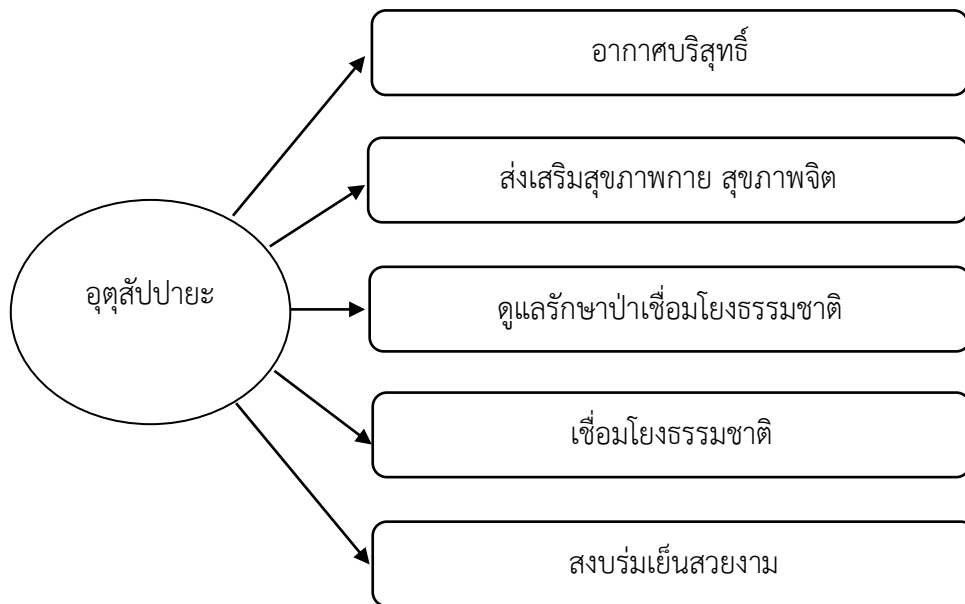 อากาศบริสุทธิ์
ส่งเสริมสุขภาพกาย สุขภาพจิต
อุตุสัปปายะ
ดูแลรักษาป่าเชื่อมโยงธรรมชาติ
เชื่อมโยงธรรมชาติ
สงบร่มเย็นสวยงาม